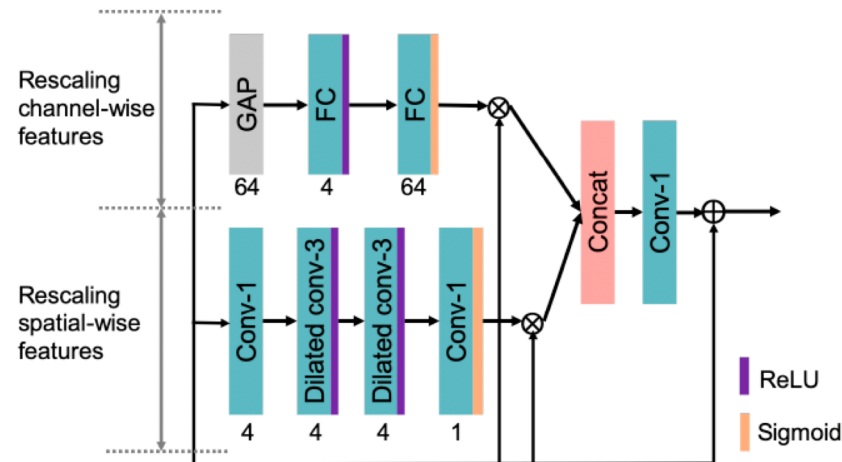 Rescaling
channel-wise
features
GAP
FC
FC
64
4
64
Concat
Conv-1
Rescaling
spatial-wise
features
Conv-1
Dilated conv-3
Dilated conv-3
Conv-1
4
4
4
1
ReLU
Sigmoid